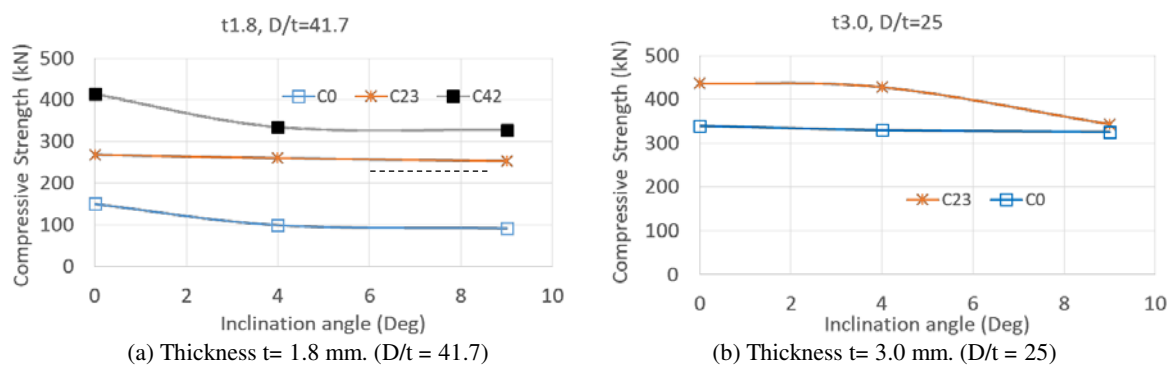 t1.8, D/t=41.7
Compressive Strength (kN)
500
400
300
200
100
0
C0 C23 C42
0 2 4 6 8 10
Inclination angle (Deg)
(a) Thickness t= 1.8 mm. (D/t = 41.7)
t3.0, D/t=25
Compressive Strength (kN)
500
400
300
200
100
0
C23 C0
0 2 4 6 8 10
Inclination angle (Deg)
(b) Thickness t= 3.0 mm. (D/t = 25)